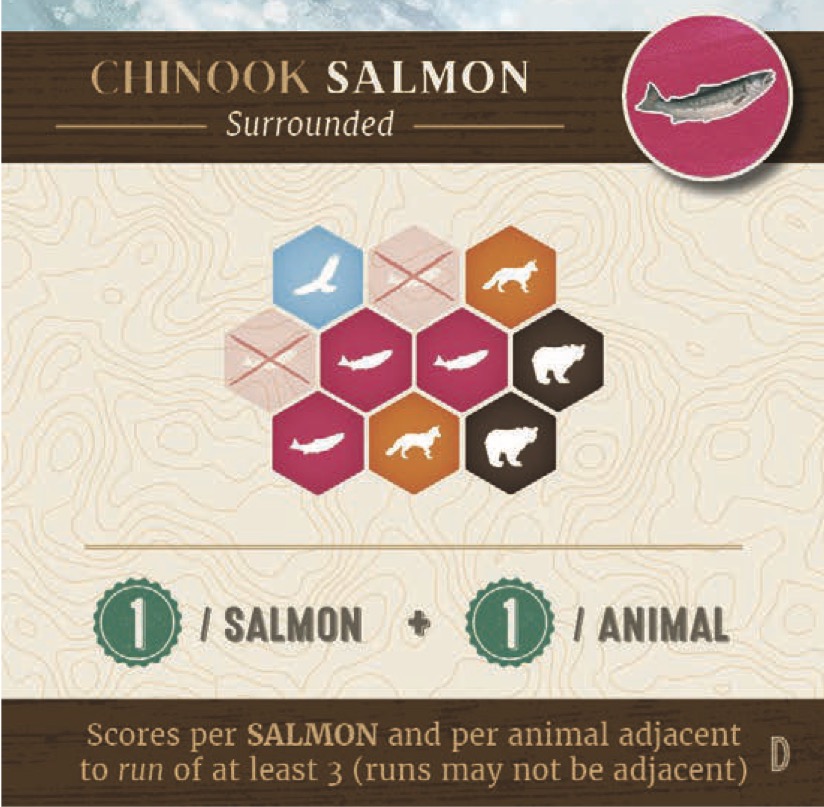 CHINOOK SALMON
Surrounded
1 / SALMON + 1 / ANIMAL
Scores per SALMON and per animal adjacent
to run of at least 3 (runs may not be adjacent)
D